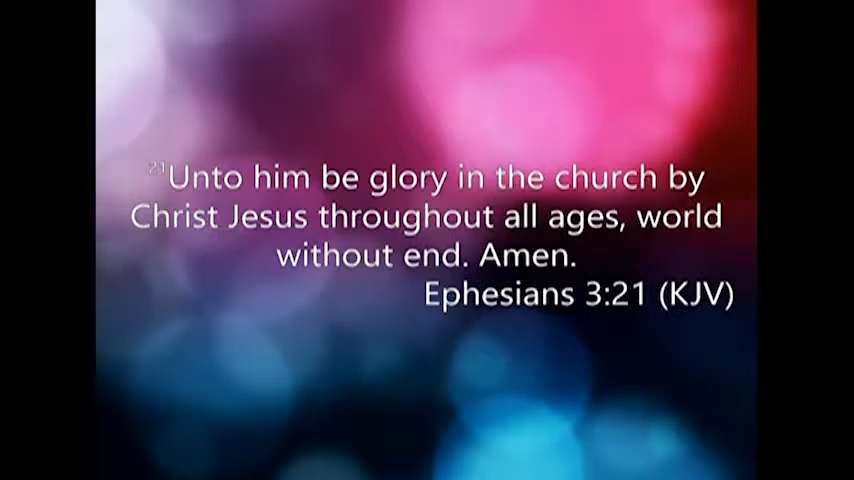 21Unto him be glory in the church by
Christ Jesus throughout all ages, world
without end. Amen.
Ephesians 3:21 (KJV)